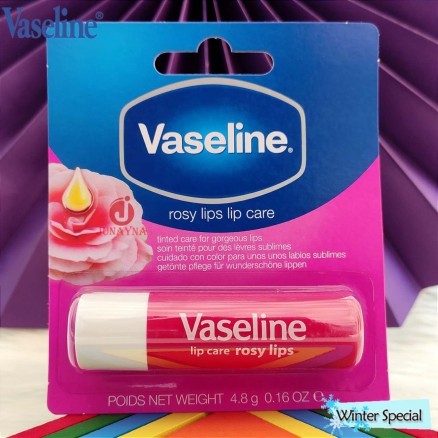 Vaseline®
Vaseline®
rosy lips lip care
tinted care for gorgeous lips
soin teinté pour des lèvres sublimes
cuidado con color para unos unos labios sublimes
getönte pflege für wunderschöne lippen
JINAYNA
Vaseline
lip care rosy lips
POIDS NET WEIGHT 4.8 g 0.16 OZ ℮
Winter Special